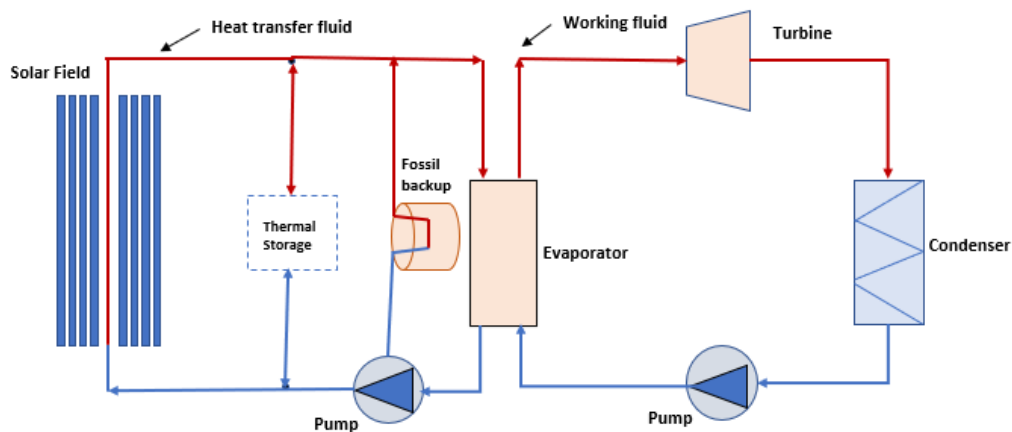 Heat transfer fluid
Working fluid
Turbine
Solar Field
Fossil
backup
Thermal
Storage
Evaporator
Condenser
Pump
Pump